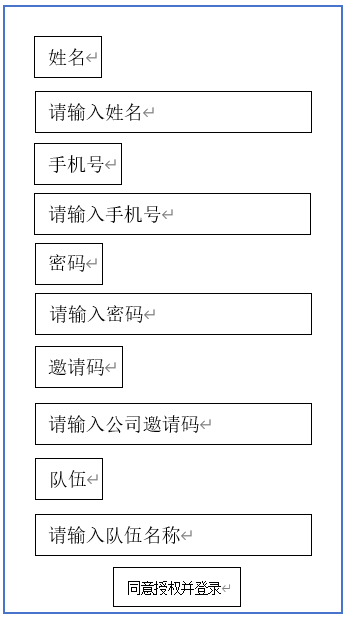 姓名
请输入姓名
手机号
请输入手机号
密码
请输入密码
邀请码
请输入公司邀请码
队伍
请输入队伍名称
同意授权并登录